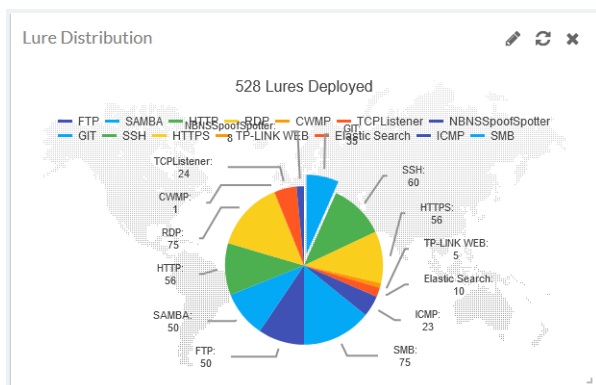 Lure Distribution
528 Lures Deployed
FTP SAMBA HTTP RDP CWMP TCPListener NBNSSpoofSpotter
GIT SSH HTTPS TP-LINK WEB Elastic Search ICMP SMB
NBNSSpoofSpotter:
8
GIT:
35
TCPListener:
24
SSH:
60
CWMP:
1
HTTPS:
56
RDP:
75
TP-LINK WEB:
5
HTTP:
56
Elastic Search:
10
SAMBA:
50
ICMP:
23
FTP:
50
SMB:
75